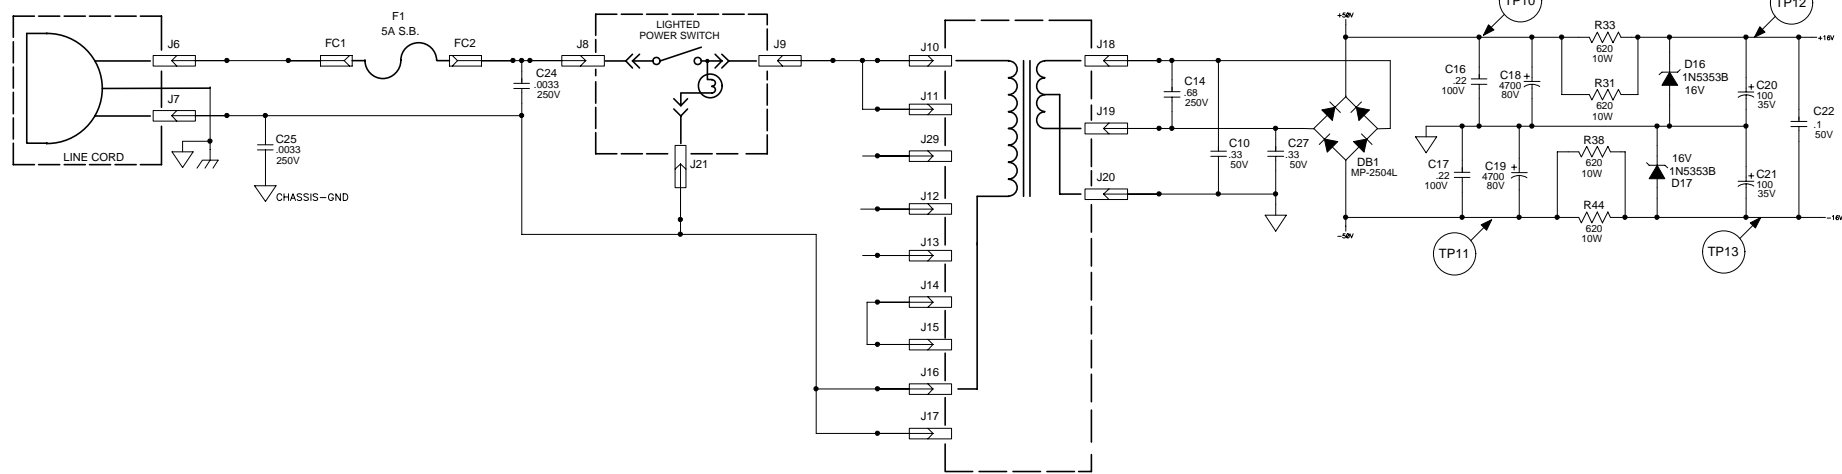 LINE CORD
J6
J7
C25
.0033
250V
CHASSIS-GND
F1
5A S.B.
FC1
FC2
C24
.0033
250V
J8
LIGHTED
POWER SWITCH
J9
J21
J10
J11
J29
J12
J13
J14
J15
J16
J17
J18
J19
J20
C14
.68
250V
C10
.33
50V
C27
.33
50V
+50V
DB1
MP-2504L
-50V
TP10
C16
.22
100V
C18
+
4700
80V
R33
620
10W
R31
620
10W
D16
1N5353B
16V
TP12
+16V
+
C20
100
35V
C22
.1
50V
C17
.22
100V
C19
+
4700
80V
R38
620
10W
R44
620
10W
16V
1N5353B
D17
+
C21
100
35V
-16V
TP11
TP13